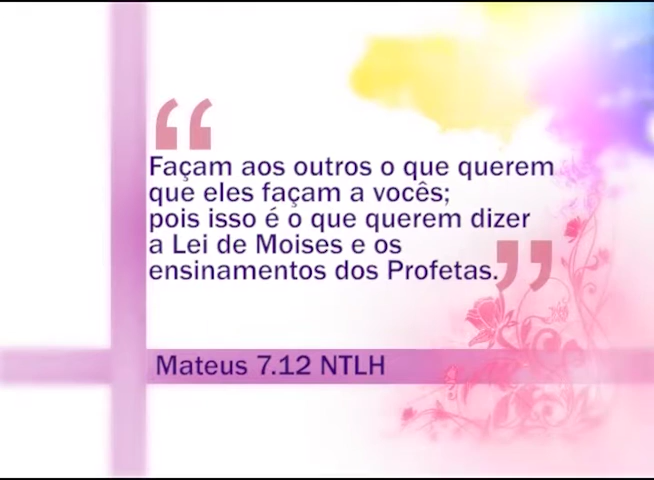 “Façam aos outros o que querem
que eles façam a vocês;
pois isso é o que querem dizer
a Lei de Moises e os
ensinamentos dos Profetas.”
Mateus 7.12 NTLH